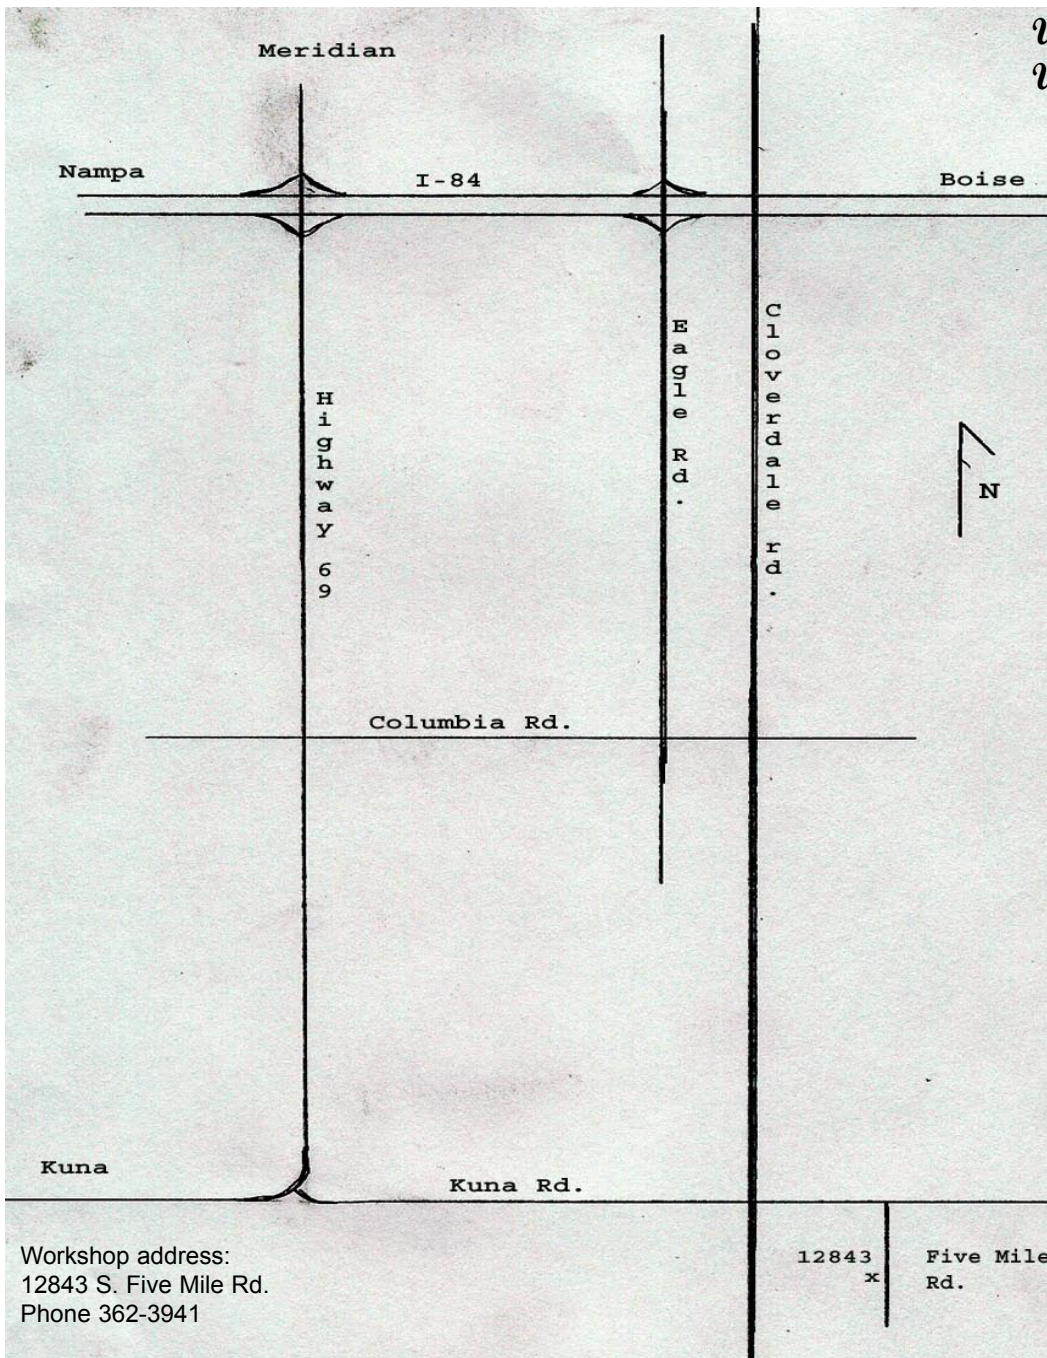 Meridian
Nampa
I-84
Boise
Eagle Rd.
Cloverdale rd.
Highway 69
N
Columbia Rd.
Kuna
Kuna Rd.
Workshop address:
12843 S. Five Mile Rd.
Phone 362-3941
12843
x
Five Mile
Rd.